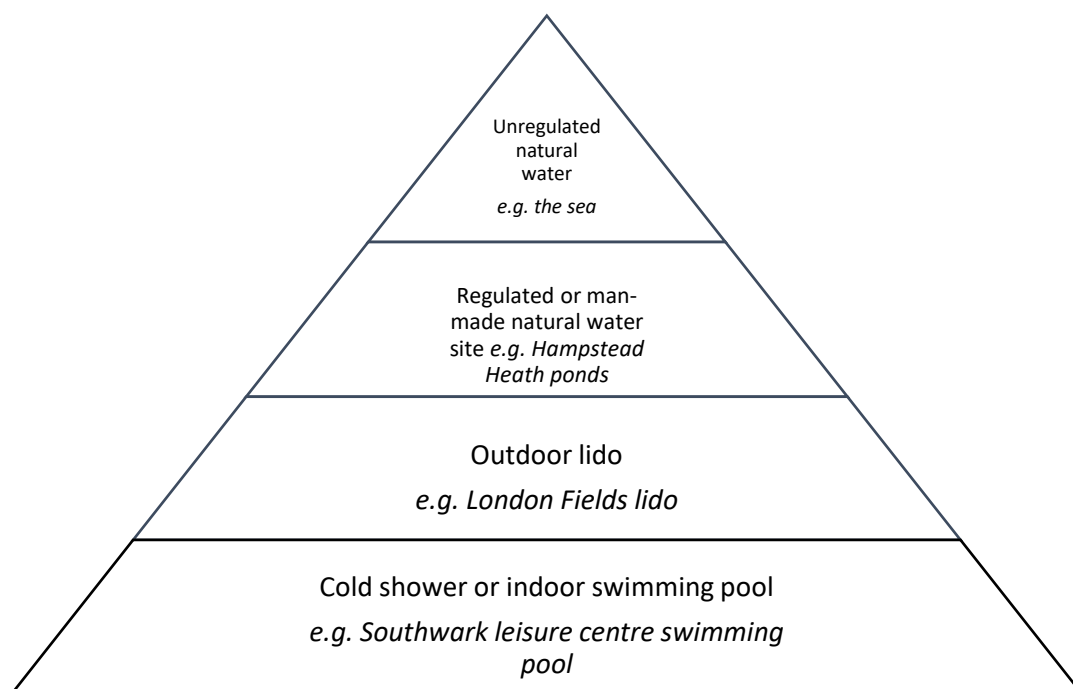 Unregulated
natural
water
e.g. the sea
Regulated or man-
made natural water
site e.g. Hampstead
Heath ponds
Outdoor lido
e.g. London Fields lido
Cold shower or indoor swimming pool
e.g. Southwark leisure centre swimming
pool